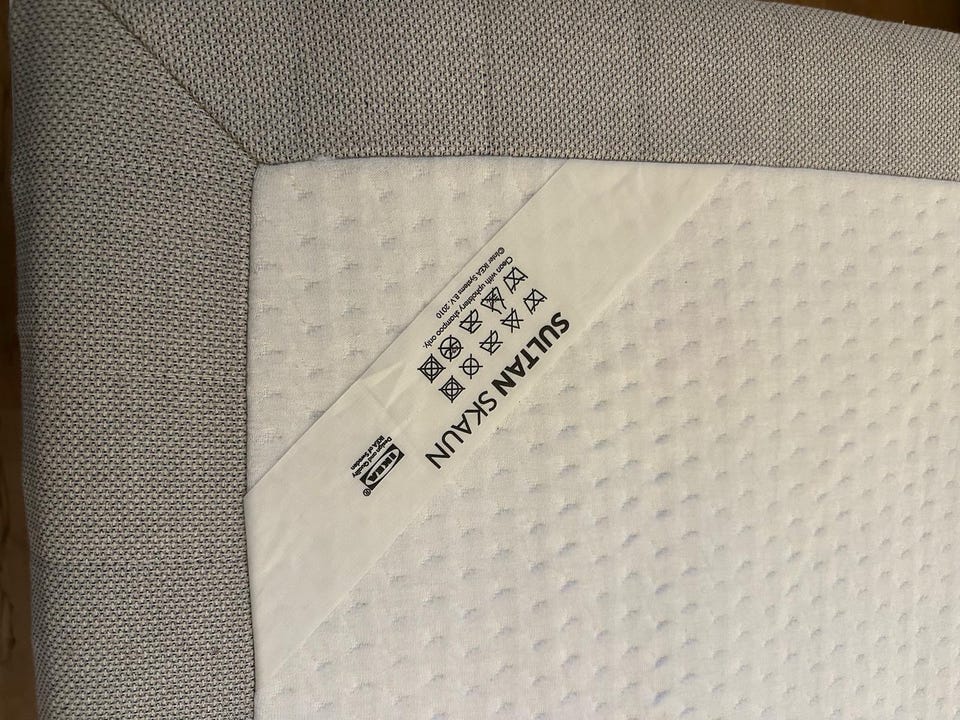 SULTAN SKAUN
Clean with upholstery shampoo only.
©Inter IKEA Systems B.V. 2010
IKEA®
Design and Quality
IKEA of Sweden